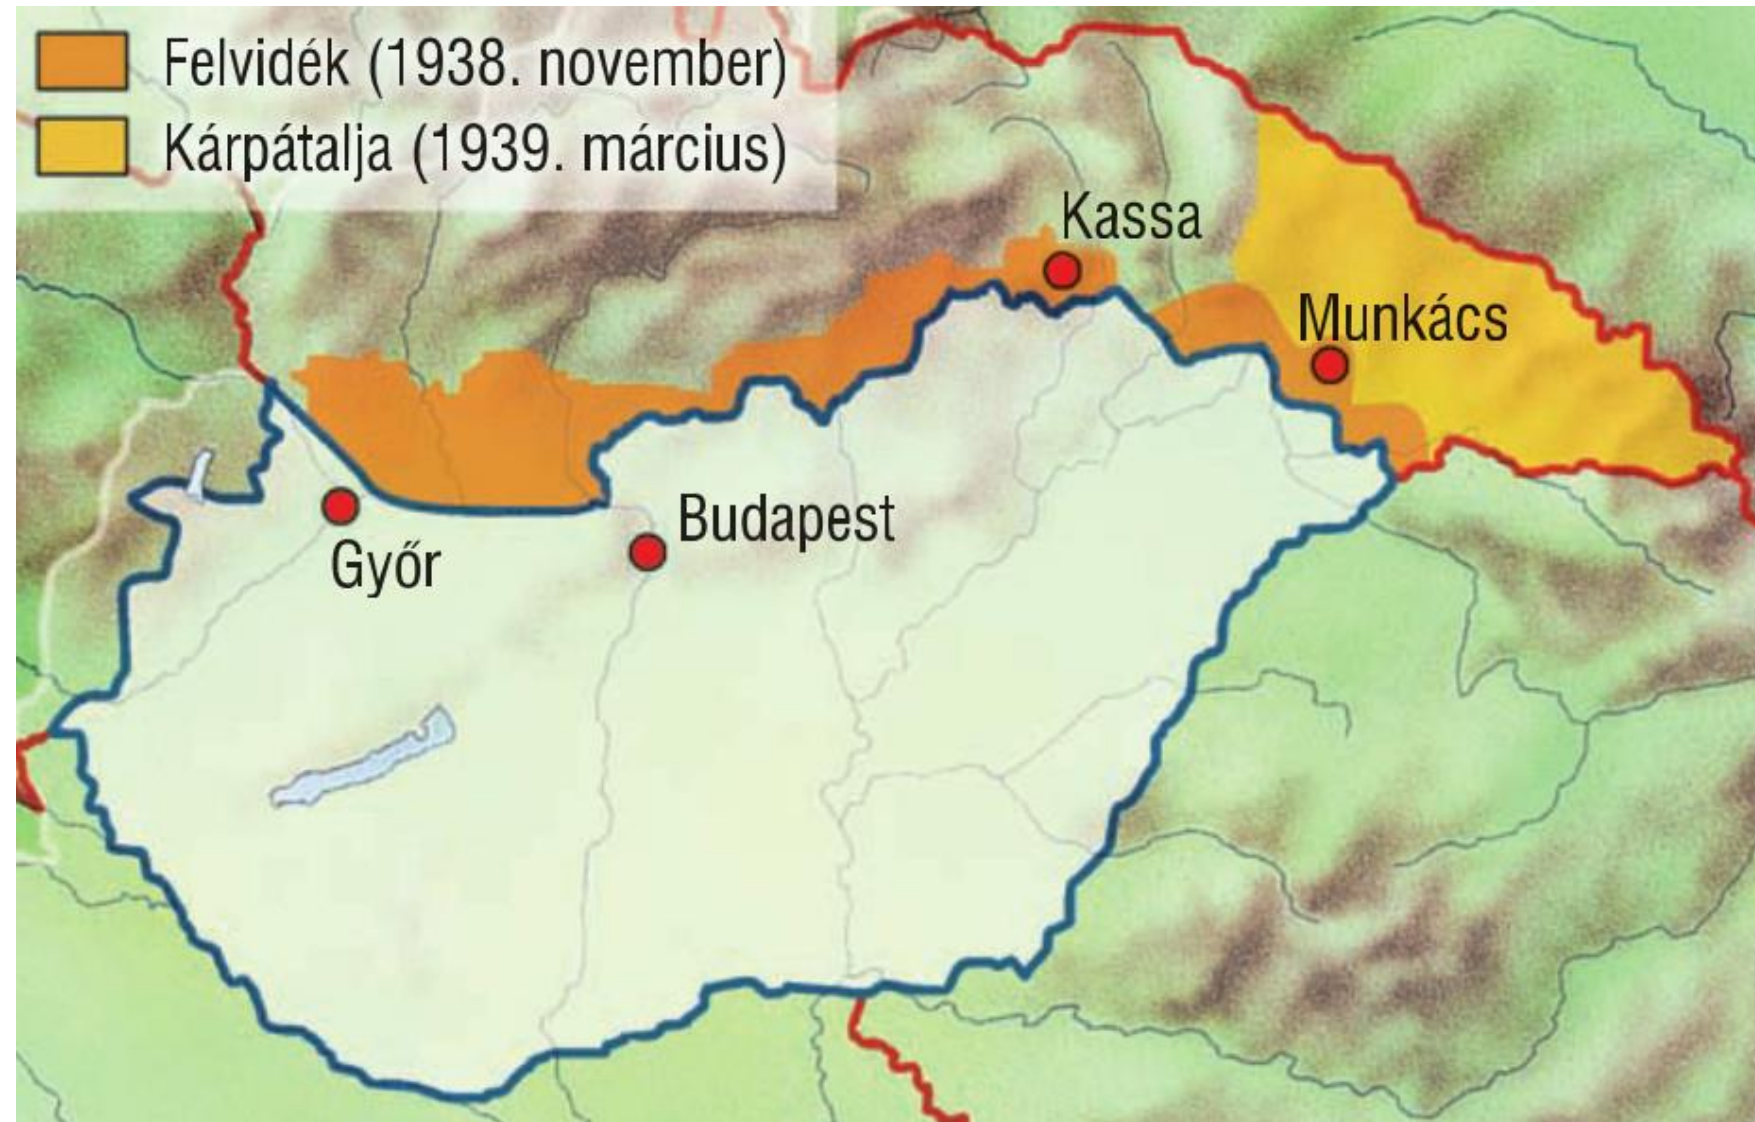 Felvidék (1938. november)
Kárpátalja (1939. március)
Kassa
Munkács
Budapest
Győr